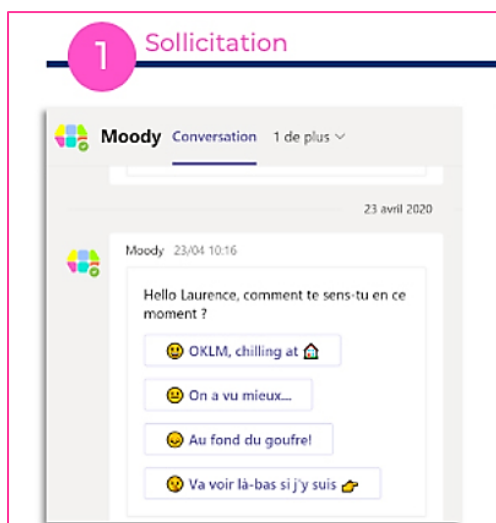 1 Sollicitation
Moody Conversation 1 de plus
23 avril 2020
Moody 23/04 10:16
Hello Laurence, comment te sens-tu en ce
moment ?
OKLM, chilling at
On a vu mieux...
Au fond du goufre!
Va voir là-bas si j'y suis